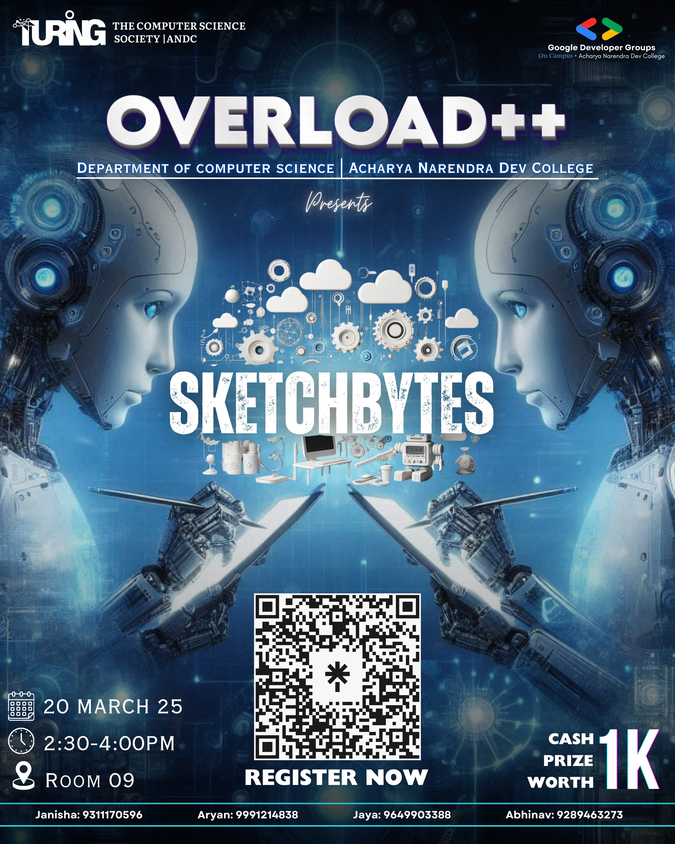 TURING THE COMPUTER SCIENCE
SOCIETY | ANDC
Google Developer Groups
On Campus • Acharya Narendra Dev College
OVERLOAD++
DEPARTMENT OF COMPUTER SCIENCE | ACHARYA NARENDRA DEV COLLEGE
Presents
SKETCHBYTES
20 MARCH 25
2:30-4:00PM
ROOM 09
REGISTER NOW
CASH
PRIZE
WORTH
1K
Janisha: 9311170596 Aryan: 9991214838 Jaya: 9649903388 Abhinav: 9289463273